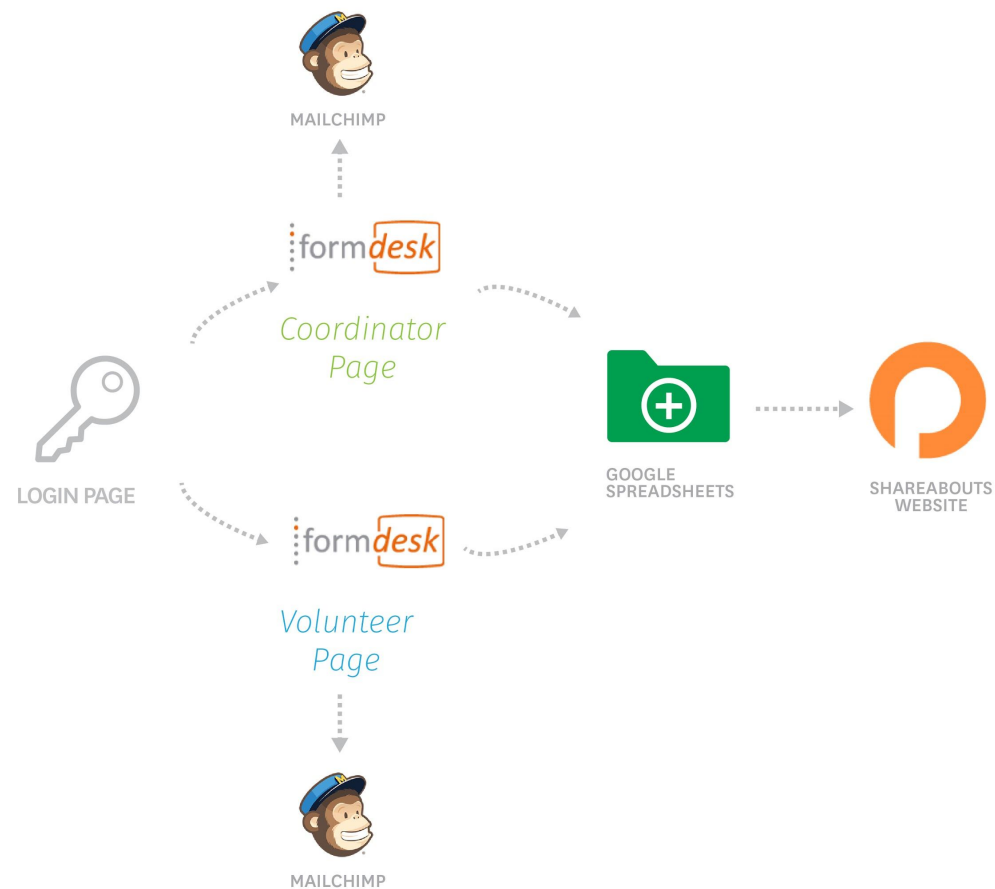 MAILCHIMP
formdesk
Coordinator
Page
LOGIN PAGE
GOOGLE
SPREADSHEETS
SHAREABOUTS
WEBSITE
formdesk
Volunteer
Page
MAILCHIMP